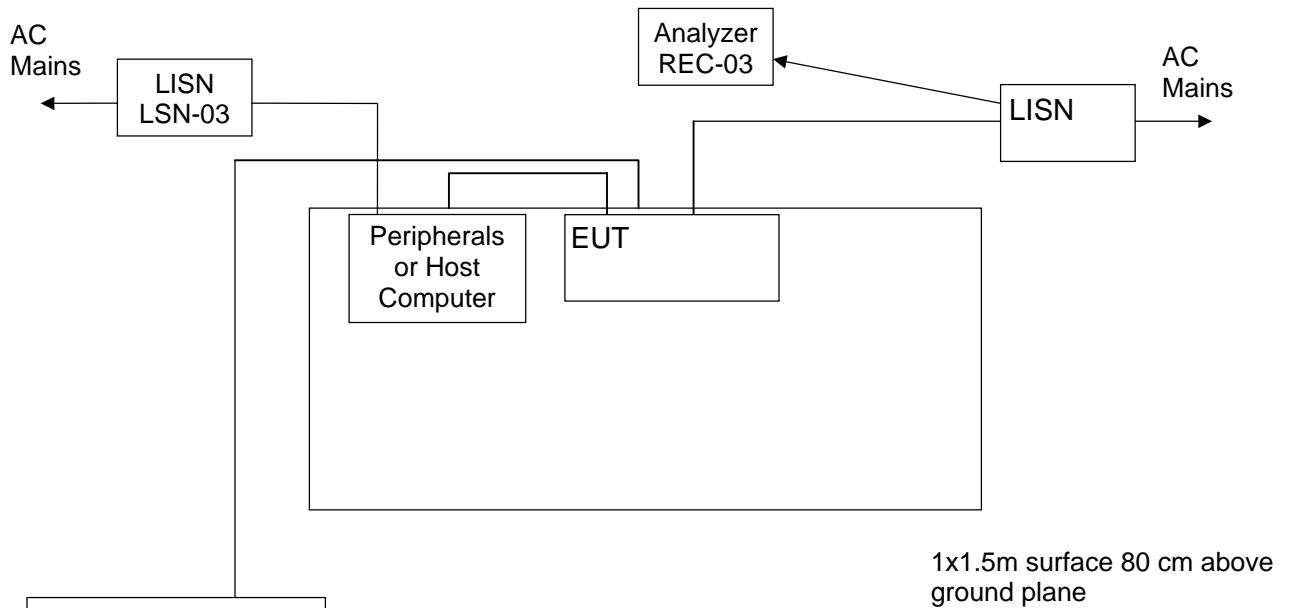 AC
Mains
LISN
LSN-03
Analyzer
REC-03
AC
Mains
LISN
Peripherals
or Host
Computer
EUT
1x1.5m surface 80 cm above
ground plane